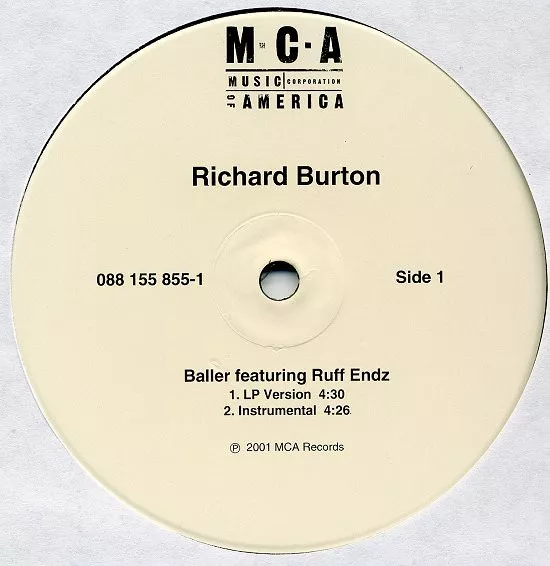 M·C·A
MUSIC CORPORATION
OF AMERICA
Richard Burton
088 155 855-1
Side 1
Baller featuring Ruff Endz
1. LP Version 4:30
2. Instrumental 4:26
℗ 2001 MCA Records